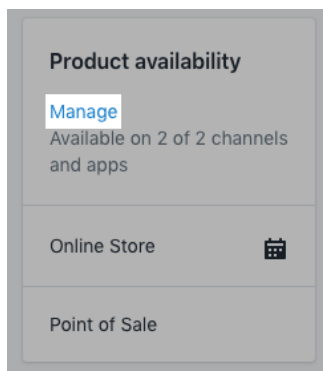 Product availability
Manage
Available on 2 of 2 channels
and apps
Online Store
Point of Sale